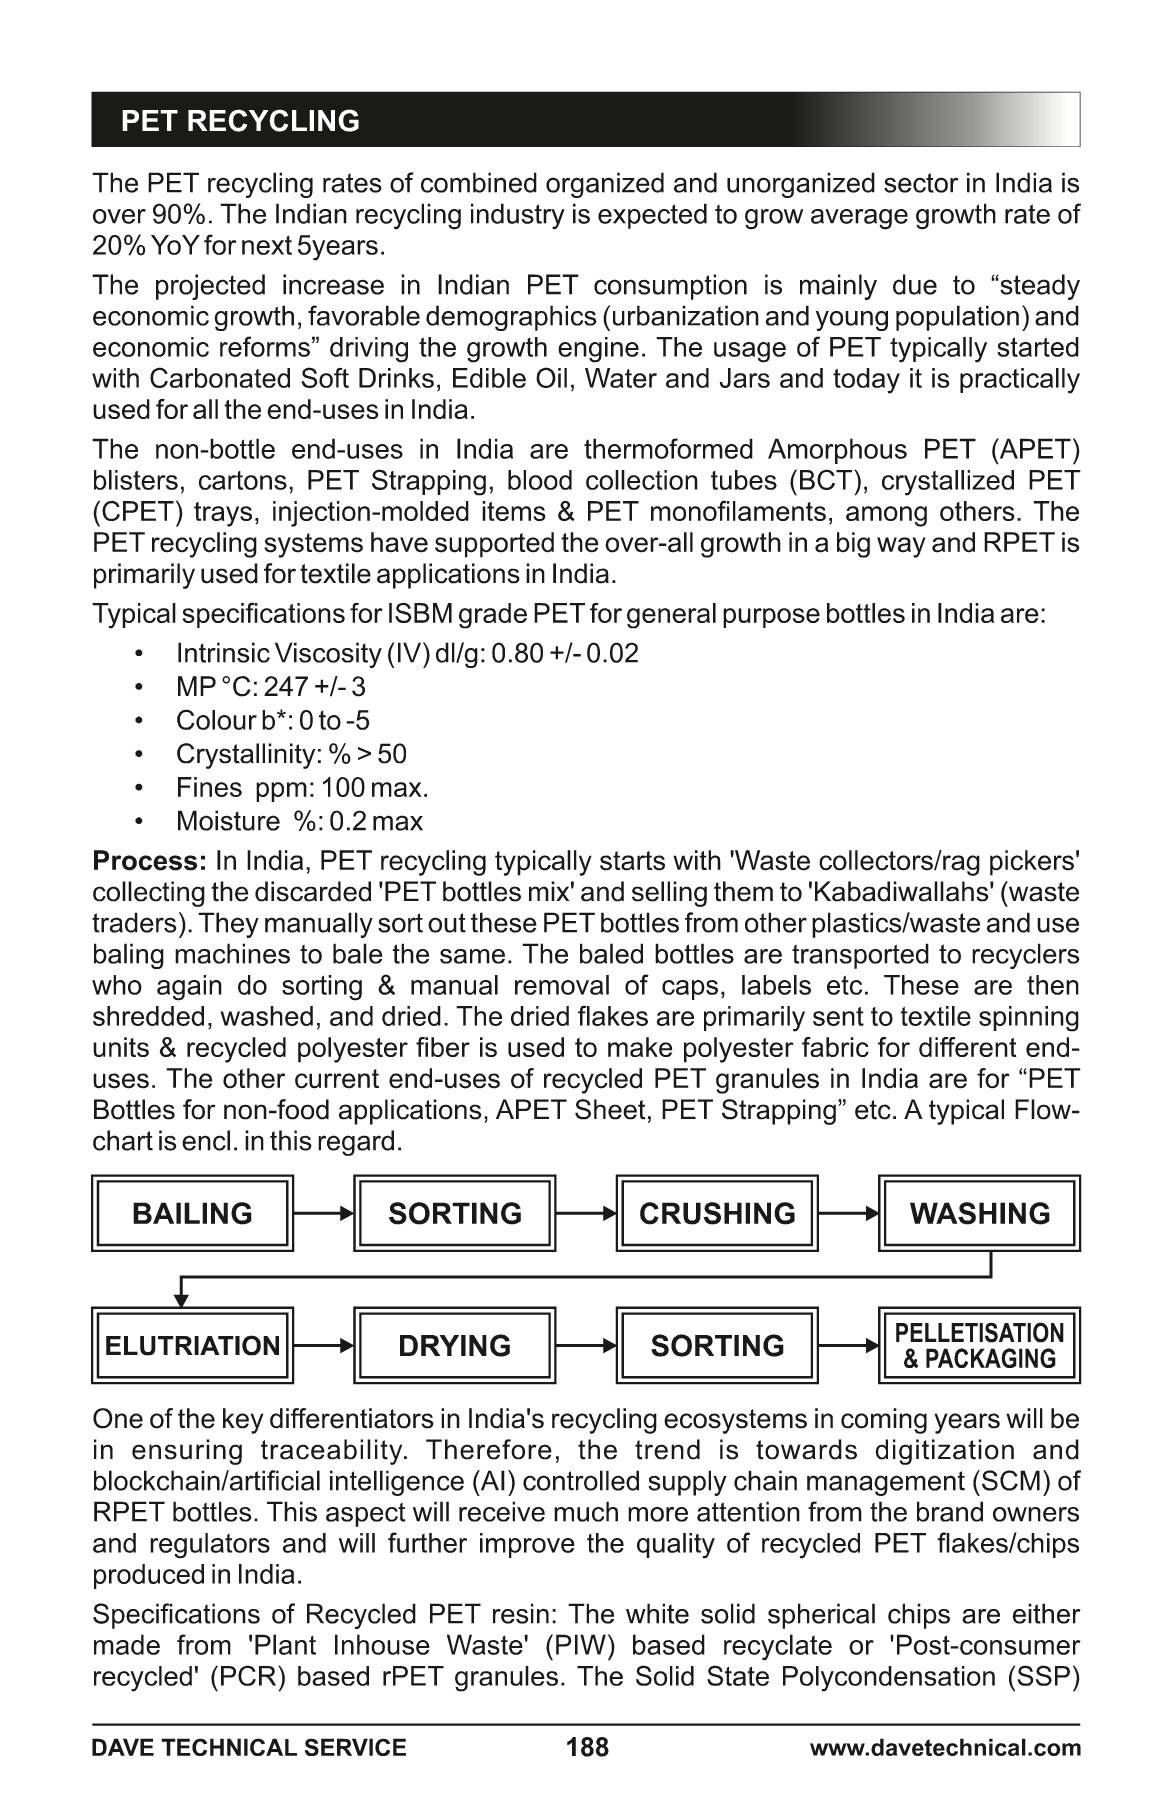 PET RECYCLING
The PET recycling rates of combined organized and unorganized sector in India is
over 90%. The Indian recycling industry is expected to grow average growth rate of
20% YoY for next 5years.
The projected increase in Indian PET consumption is mainly due to “steady
economic growth, favorable demographics (urbanization and young population) and
economic reforms” driving the growth engine. The usage of PET typically started
with Carbonated Soft Drinks, Edible Oil, Water and Jars and today it is practically
used for all the end-uses in India.
The non-bottle end-uses in India are thermoformed Amorphous PET (APET)
blisters, cartons, PET Strapping, blood collection tubes (BCT), crystallized PET
(CPET) trays, injection-molded items & PET monofilaments, among others. The
PET recycling systems have supported the over-all growth in a big way and RPET is
primarily used for textile applications in India.
Typical specifications for ISBM grade PET for general purpose bottles in India are:
• Intrinsic Viscosity (IV) dl/g: 0.80 +/- 0.02
• MP °C: 247 +/- 3
• Colour b*: 0 to -5
• Crystallinity: % > 50
• Fines ppm: 100 max.
• Moisture %: 0.2 max
Process: In India, PET recycling typically starts with 'Waste collectors/rag pickers'
collecting the discarded 'PET bottles mix' and selling them to 'Kabadiwallahs' (waste
traders). They manually sort out these PET bottles from other plastics/waste and use
baling machines to bale the same. The baled bottles are transported to recyclers
who again do sorting & manual removal of caps, labels etc. These are then
shredded, washed, and dried. The dried flakes are primarily sent to textile spinning
units & recycled polyester fiber is used to make polyester fabric for different end-
uses. The other current end-uses of recycled PET granules in India are for “PET
Bottles for non-food applications, APET Sheet, PET Strapping” etc. A typical Flow-
chart is encl. in this regard.
BAILING
SORTING
CRUSHING
WASHING
ELUTRIATION
DRYING
SORTING
PELLETISATION
& PACKAGING
One of the key differentiators in India's recycling ecosystems in coming years will be
in ensuring traceability. Therefore, the trend is towards digitization and
blockchain/artificial intelligence (AI) controlled supply chain management (SCM) of
RPET bottles. This aspect will receive much more attention from the brand owners
and regulators and will further improve the quality of recycled PET flakes/chips
produced in India.
Specifications of Recycled PET resin: The white solid spherical chips are either
made from 'Plant Inhouse Waste' (PIW) based recyclate or 'Post-consumer
recycled' (PCR) based rPET granules. The Solid State Polycondensation (SSP)
DAVE TECHNICAL SERVICE
188
www.davetechnical.com